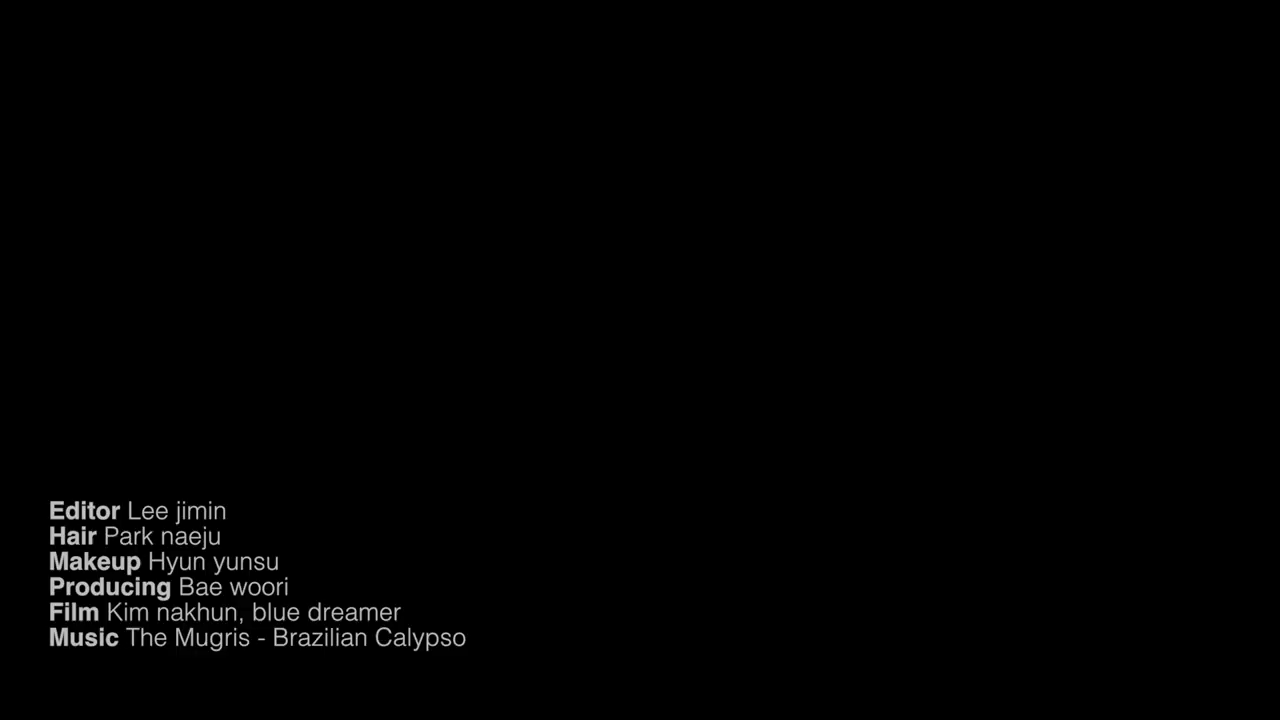 Editor Lee jimin
Hair Park naeju
Makeup Hyun yunsu
Producing Bae woori
Film Kim nakhun, blue dreamer
Music The Mugris - Brazilian Calypso